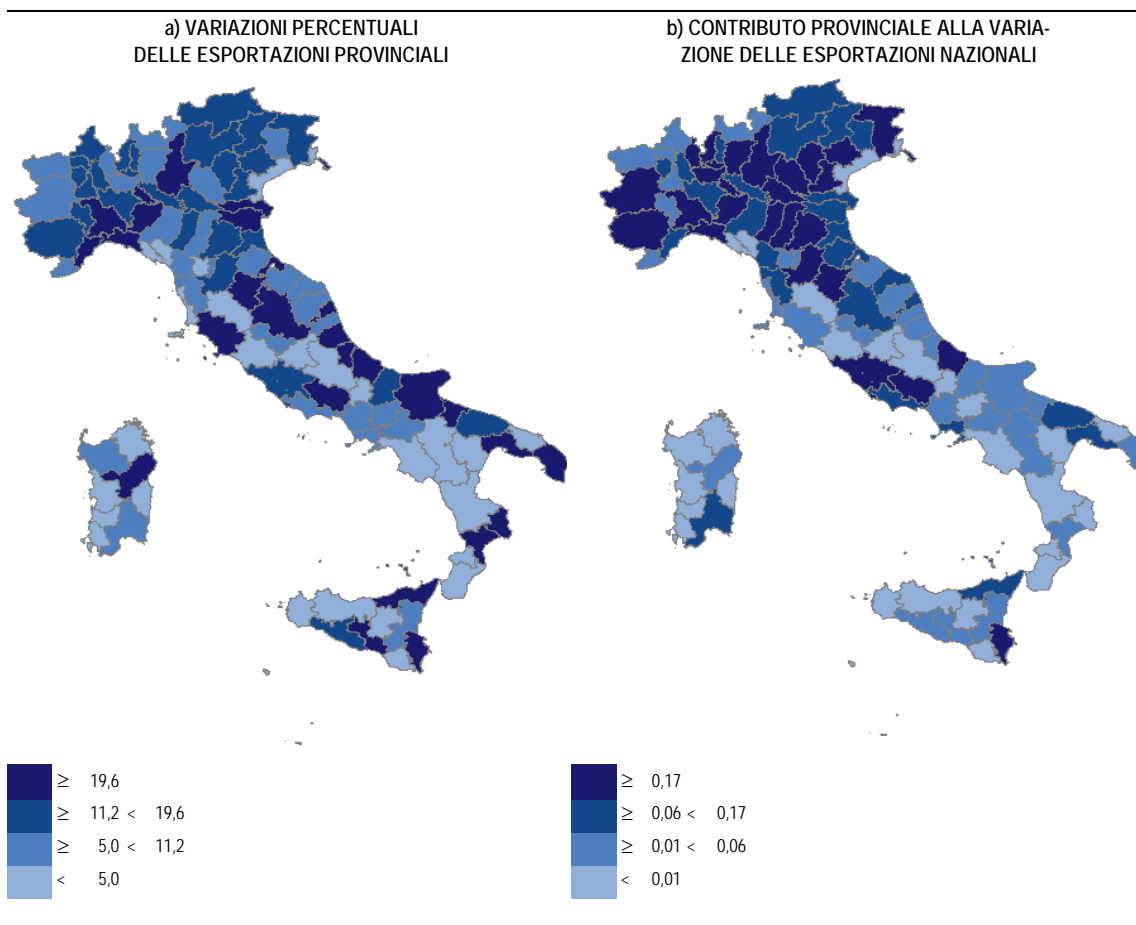 a) VARIAZIONI PERCENTUALI
DELLE ESPORTAZIONI PROVINCIALI
b) CONTRIBUTO PROVINCIALE ALLA VARIA-
ZIONE DELLE ESPORTAZIONI NAZIONALI
≥ 19,6
≥ 11,2 < 19,6
≥ 5,0 < 11,2
< 5,0
≥ 0,17
≥ 0,06 < 0,17
≥ 0,01 < 0,06
< 0,01